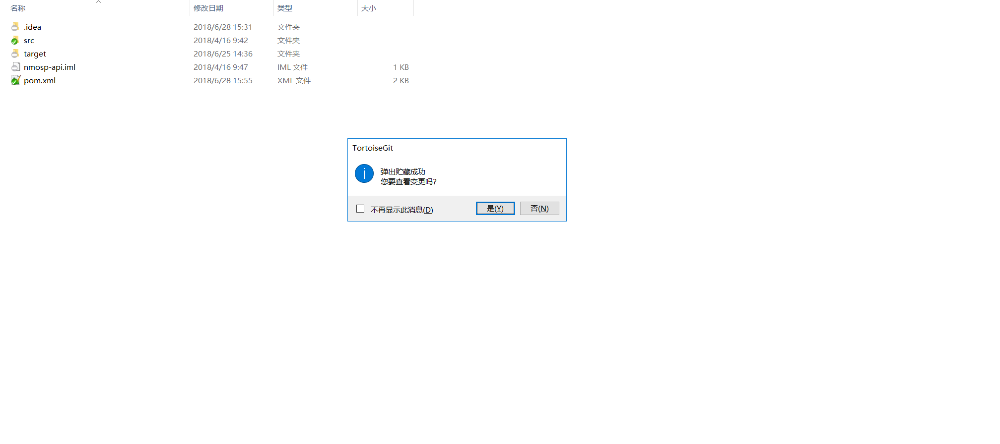 名称 修改日期 类型 大小
.idea 2018/6/28 15:31 文件夹
src 2018/4/16 9:42 文件夹
target 2018/6/25 14:36 文件夹
nmosp-api.iml 2018/4/16 9:47 IML 文件 1 KB
pom.xml 2018/6/28 15:55 XML 文件 2 KB
TortoiseGit
弹出贮藏成功
您要查看变更吗?
不再显示此消息(D) 是(Y) 否(N)